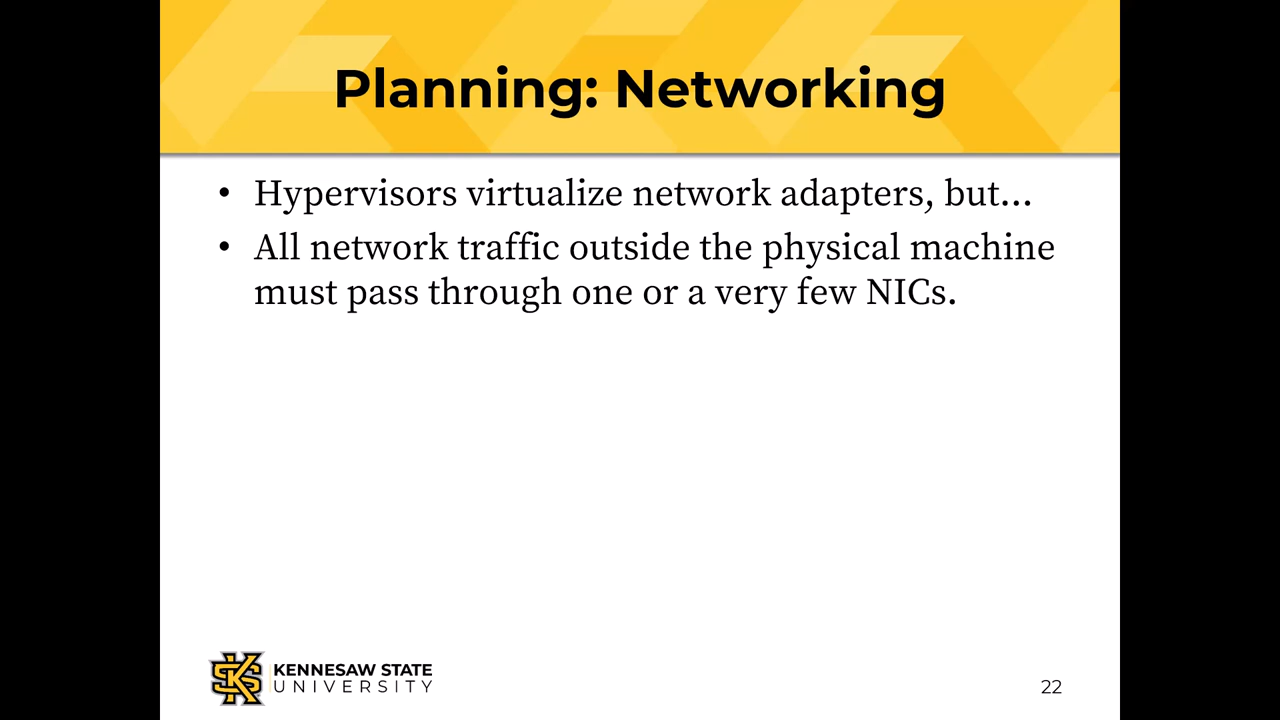 Planning: Networking
• Hypervisors virtualize network adapters, but…
• All network traffic outside the physical machine
must pass through one or a very few NICs.
KENNESAW STATE
UNIVERSITY
22